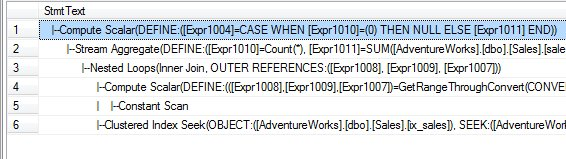 StmtText
1 |--Compute Scalar(DEFINE:([Expr1004]=CASE WHEN [Expr1010]=(0) THEN NULL ELSE [Expr1011] END))
2 |--Stream Aggregate(DEFINE:([Expr1010]=Count(*), [Expr1011]=SUM([AdventureWorks].[dbo].[Sales].[sale
3 |--Nested Loops(Inner Join, OUTER REFERENCES:([Expr1008], [Expr1009], [Expr1007]))
4 |--Compute Scalar(DEFINE:(([Expr1008],[Expr1009],[Expr1007])=GetRangeThroughConvert(CONVE
5 | |--Constant Scan
6 |--Clustered Index Seek(OBJECT:([AdventureWorks].[dbo].[Sales].[ix_sales]), SEEK:([AdventureW